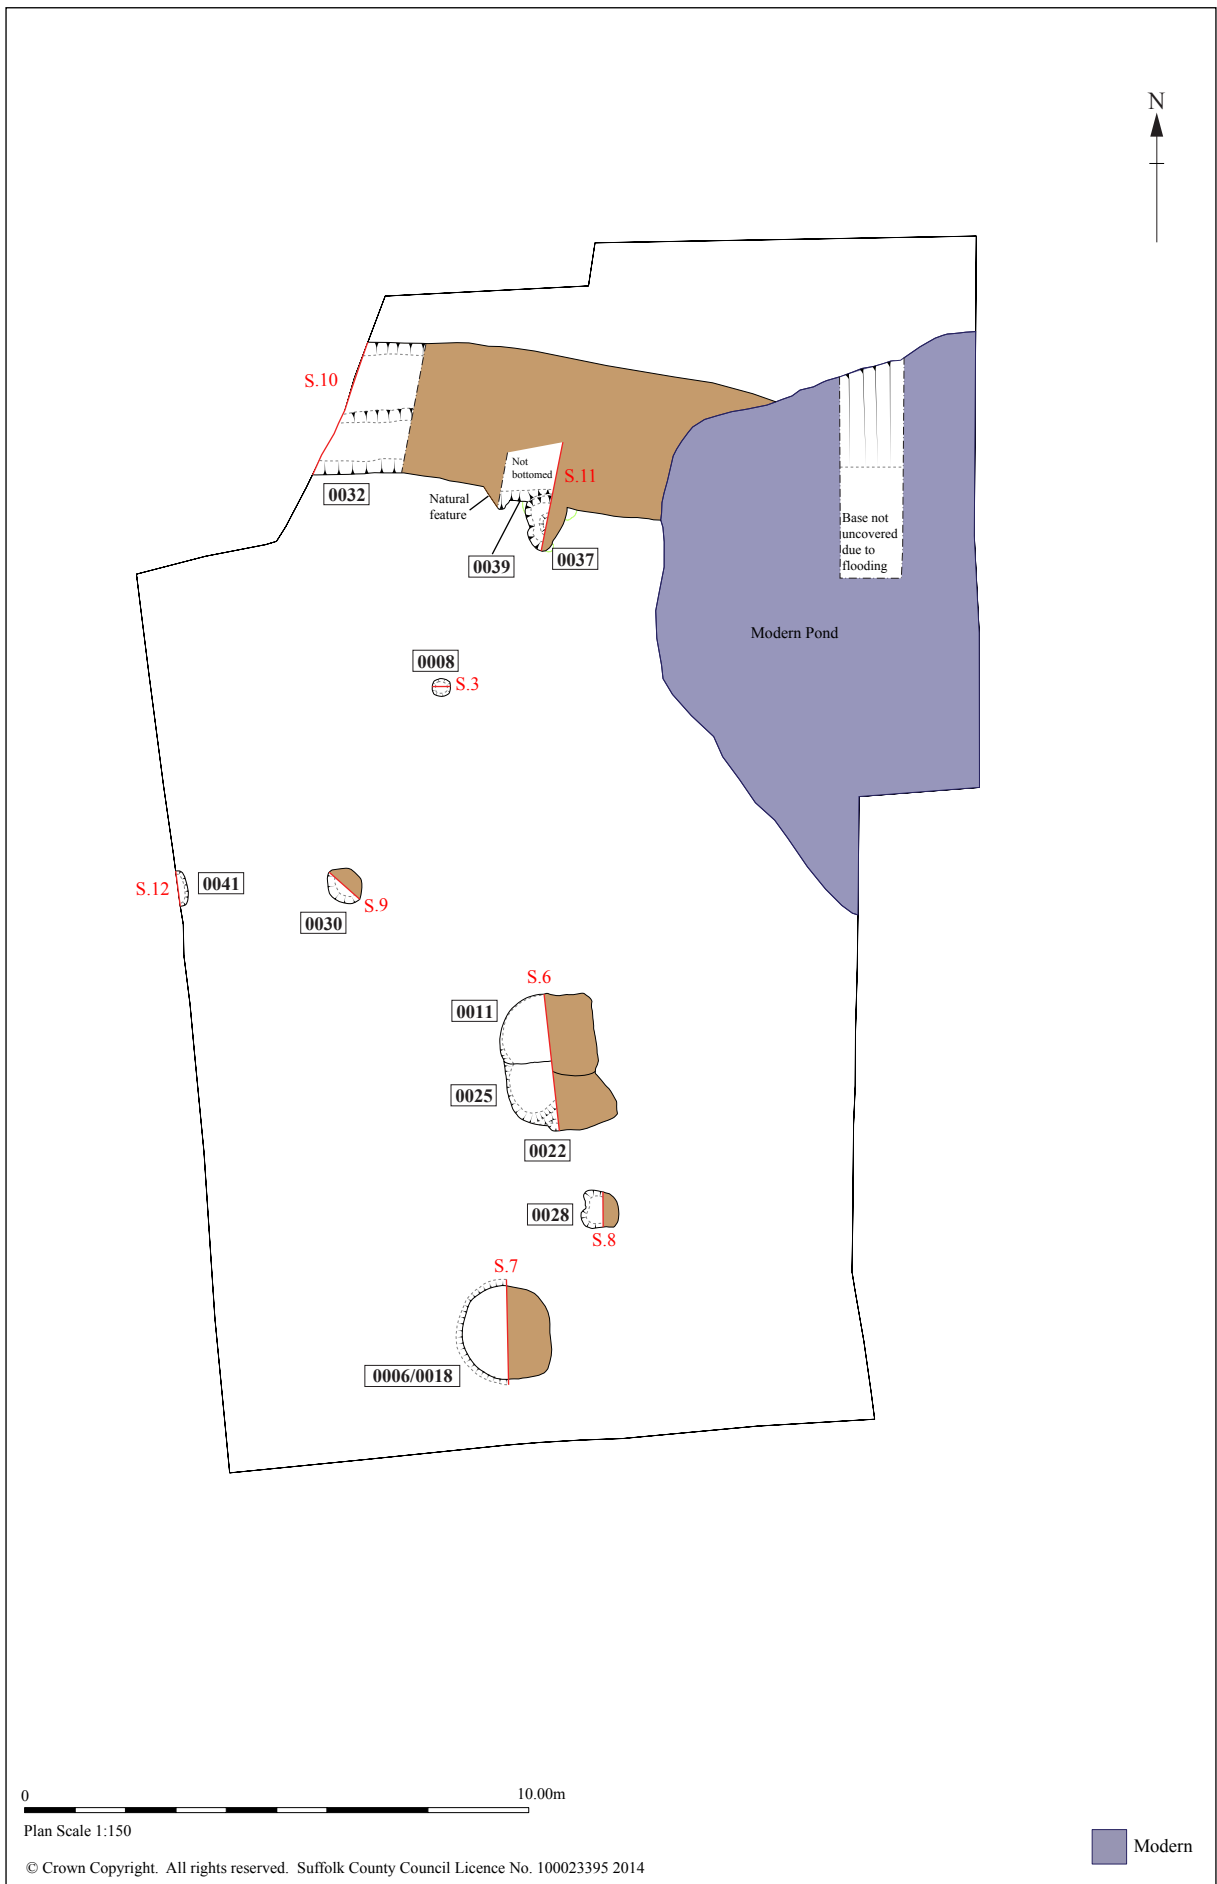 N
S.10
0032
Not
bottomed
S.11
Natural
feature
0039
0037
Base not
uncovered
due to
flooding
Modern Pond
0008
S.3
S.12
0041
0030
S.9
S.6
0011
0025
0022
0028
S.8
S.7
0006/0018
0
10.00m
Plan Scale 1:150
Modern
© Crown Copyright. All rights reserved. Suffolk County Council Licence No. 100023395 2014